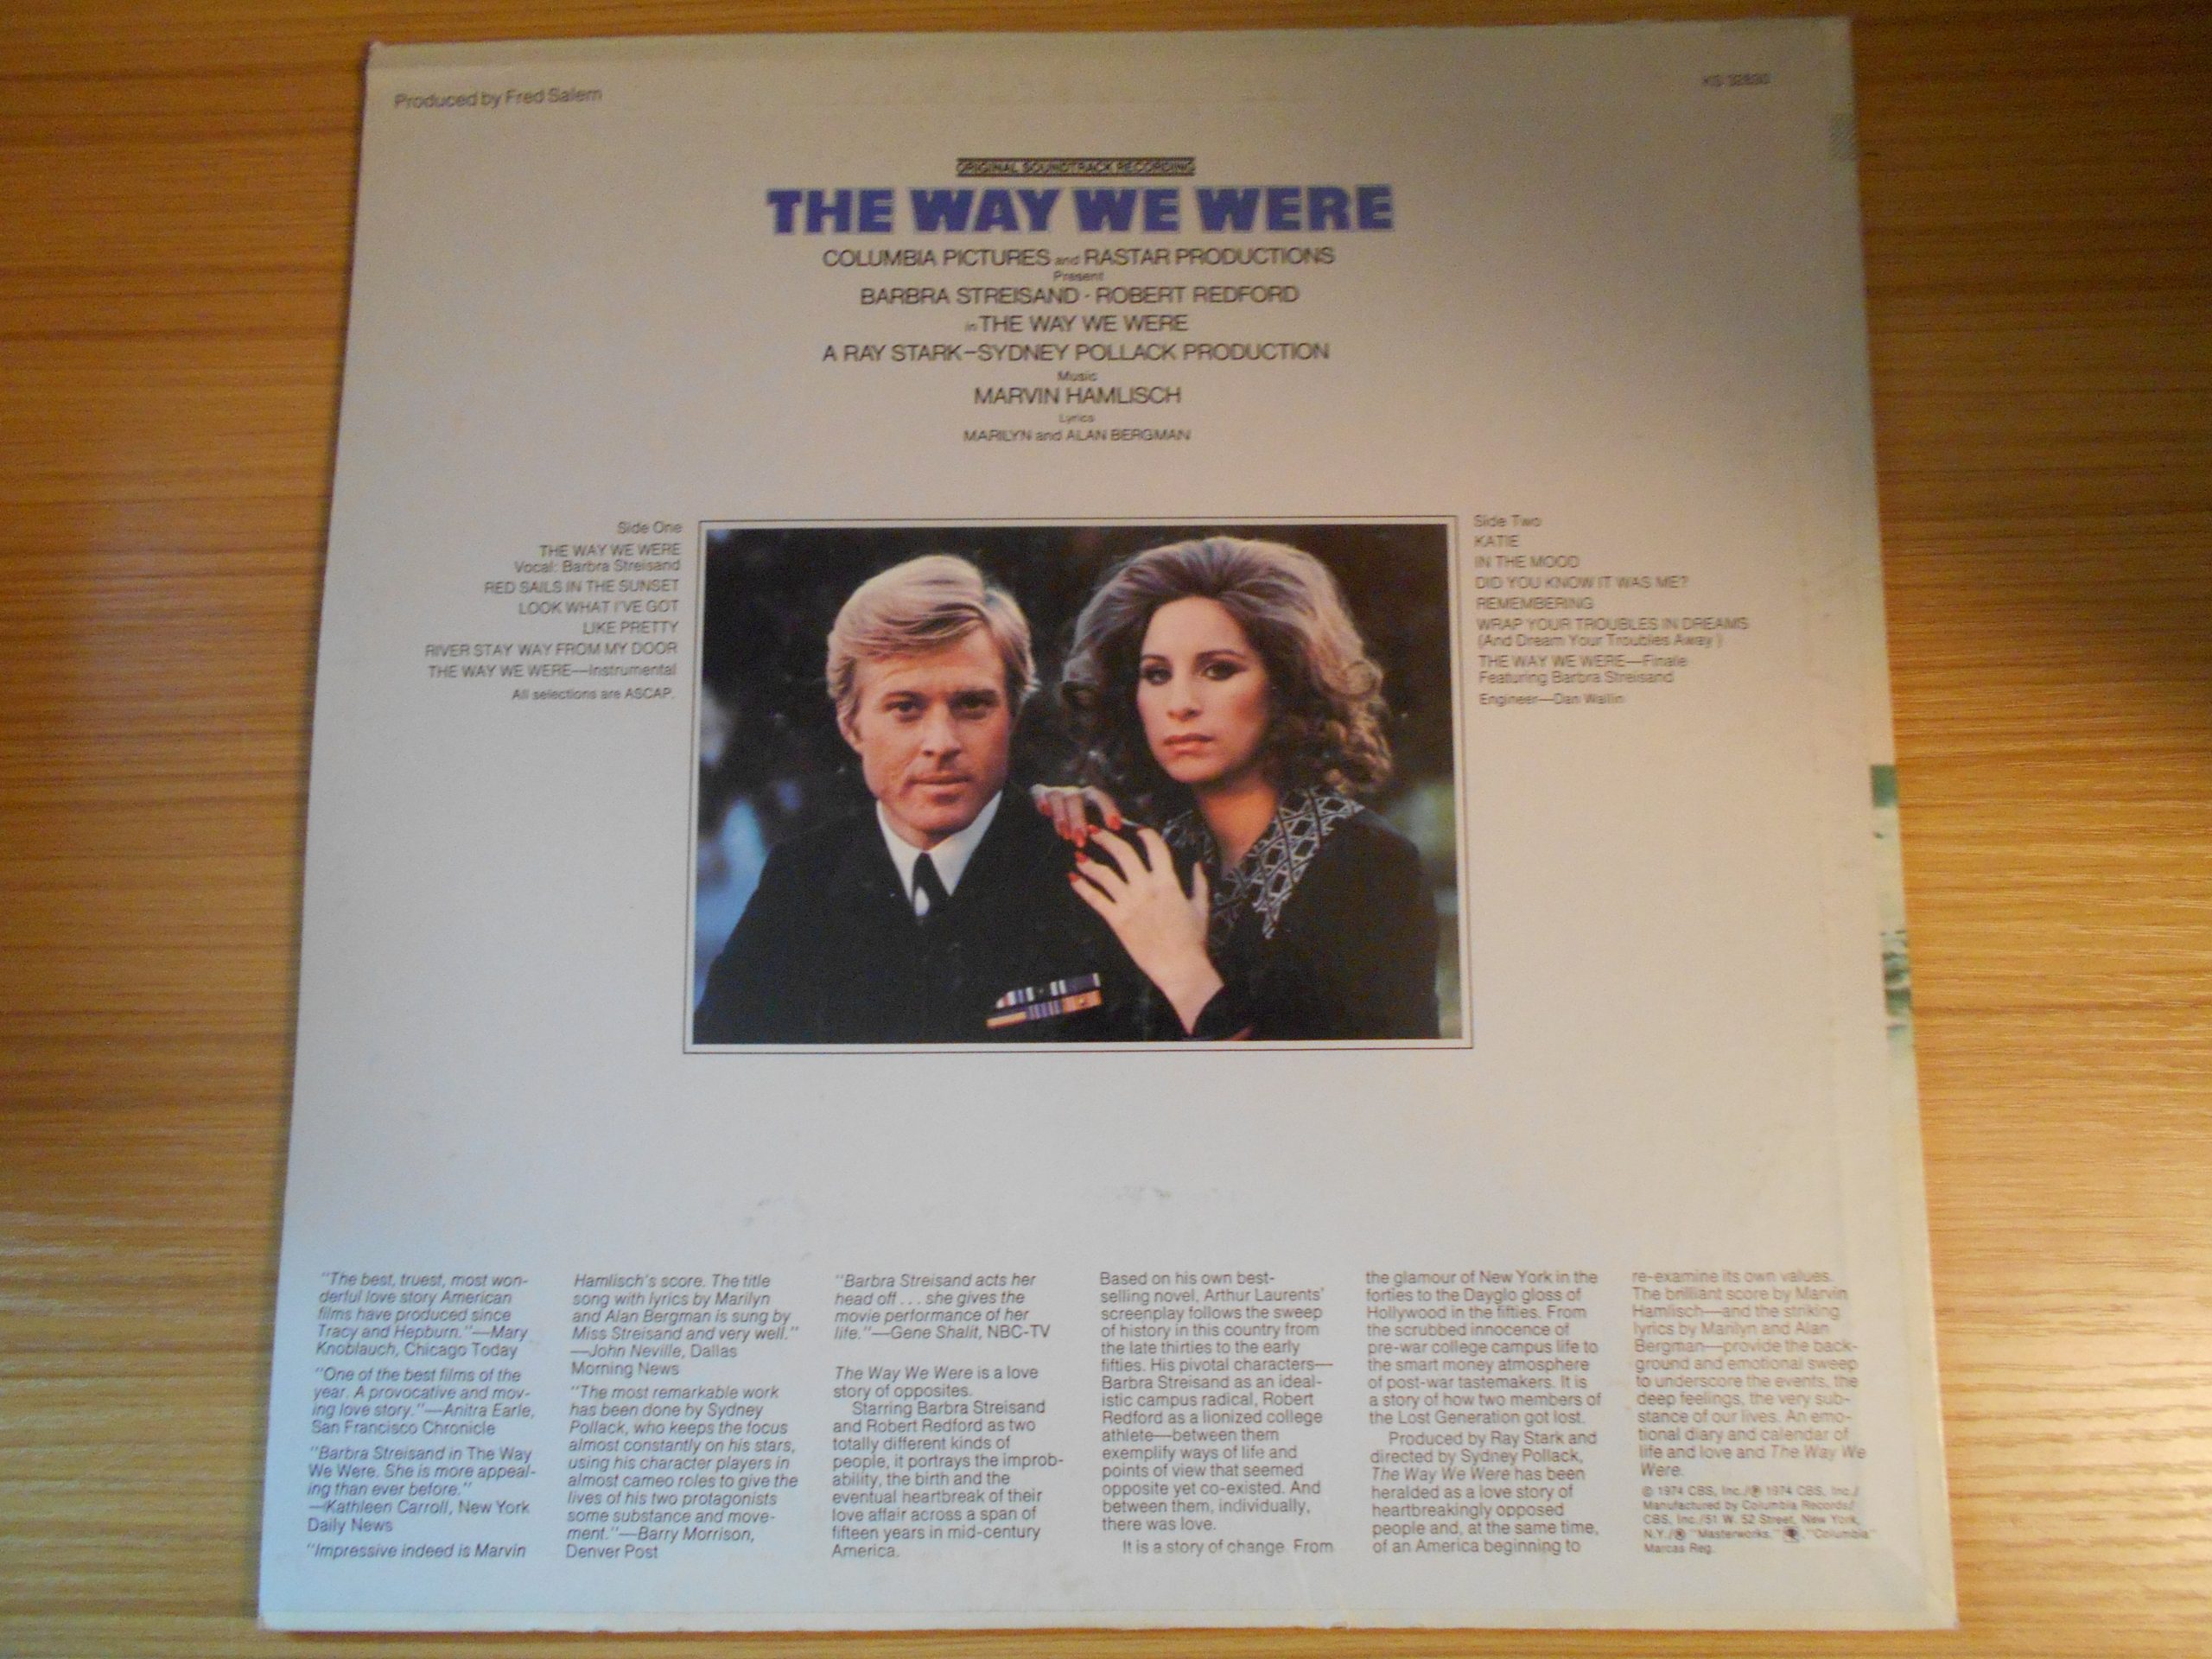 Produced by Fred Salem
KS 32830
ORIGINAL SOUNDTRACK RECORDING
THE WAY WE WERE
COLUMBIA PICTURES and RASTAR PRODUCTIONS
Present
BARBRA STREISAND - ROBERT REDFORD
in THE WAY WE WERE
A RAY STARK–SYDNEY POLLACK PRODUCTION
Music
MARVIN HAMLISCH
Lyrics
MARILYN and ALAN BERGMAN
Side One
THE WAY WE WERE
Vocal: Barbra Streisand
RED SAILS IN THE SUNSET
LOOK WHAT I'VE GOT
LIKE PRETTY
RIVER STAY WAY FROM MY DOOR
THE WAY WE WERE—Instrumental
All selections are ASCAP.
Side Two
KATIE
IN THE MOOD
DID YOU KNOW IT WAS ME?
REMEMBERING
WRAP YOUR TROUBLES IN DREAMS
(And Dream Your Troubles Away)
THE WAY WE WERE—Finale
Featuring Barbra Streisand
Engineer—Dan Wallin
"The best, truest, most won-
derful love story American
films have produced since
Tracy and Hepburn."—Mary
Knoblauch, Chicago Today
"One of the best films of the
year. A provocative and mov-
ing love story."—Anitra Earle,
San Francisco Chronicle
"Barbra Streisand in The Way
We Were. She is more appeal-
ing than ever before."
—Kathleen Carroll, New York
Daily News
"Impressive indeed is Marvin
Hamlisch's score. The title
song with lyrics by Marilyn
and Alan Bergman is sung by
Miss Streisand and very well."
—John Neville, Dallas
Morning News
"The most remarkable work
has been done by Sydney
Pollack, who keeps the focus
almost constantly on his stars,
using his character players in
almost cameo roles to give the
lives of his two protagonists
some substance and move-
ment."—Barry Morrison,
Denver Post
"Barbra Streisand acts her
head off . . . she gives the
movie performance of her
life."—Gene Shalit, NBC-TV
The Way We Were is a love
story of opposites.
Starring Barbra Streisand
and Robert Redford as two
totally different kinds of
people, it portrays the improb-
ability, the birth and the
eventual heartbreak of their
love affair across a span of
fifteen years in mid-century
America.
Based on his own best-
selling novel, Arthur Laurents'
screenplay follows the sweep
of history in this country from
the late thirties to the early
fifties. His pivotal characters—
Barbra Streisand as an ideal-
istic campus radical, Robert
Redford as a lionized college
athlete—between them
exemplify ways of life and
points of view that seemed
opposite yet co-existed. And
between them, individually,
there was love.
It is a story of change. From
the glamour of New York in the
forties to the Dayglo gloss of
Hollywood in the fifties. From
the scrubbed innocence of
pre-war college campus life to
the smart money atmosphere
of post-war tastemakers. It is
a story of how two members of
the Lost Generation got lost.
Produced by Ray Stark and
directed by Sydney Pollack,
The Way We Were has been
heralded as a love story of
heartbreakingly opposed
people and, at the same time,
of an America beginning to
re-examine its own values.
The brilliant score by Marvin
Hamlisch—and the striking
lyrics by Marilyn and Alan
Bergman—provide the back-
ground and emotional sweep
to underscore the events, the
deep feelings, the very sub-
stance of our lives. An emo-
tional diary and calendar of
life and love and The Way We
Were.
© 1974 CBS, Inc./℗ 1974 CBS, Inc./
Manufactured by Columbia Records/
CBS, Inc./51 W. 52 Street, New York,
N.Y./® "Masterworks," "Columbia"
Marcas Reg.